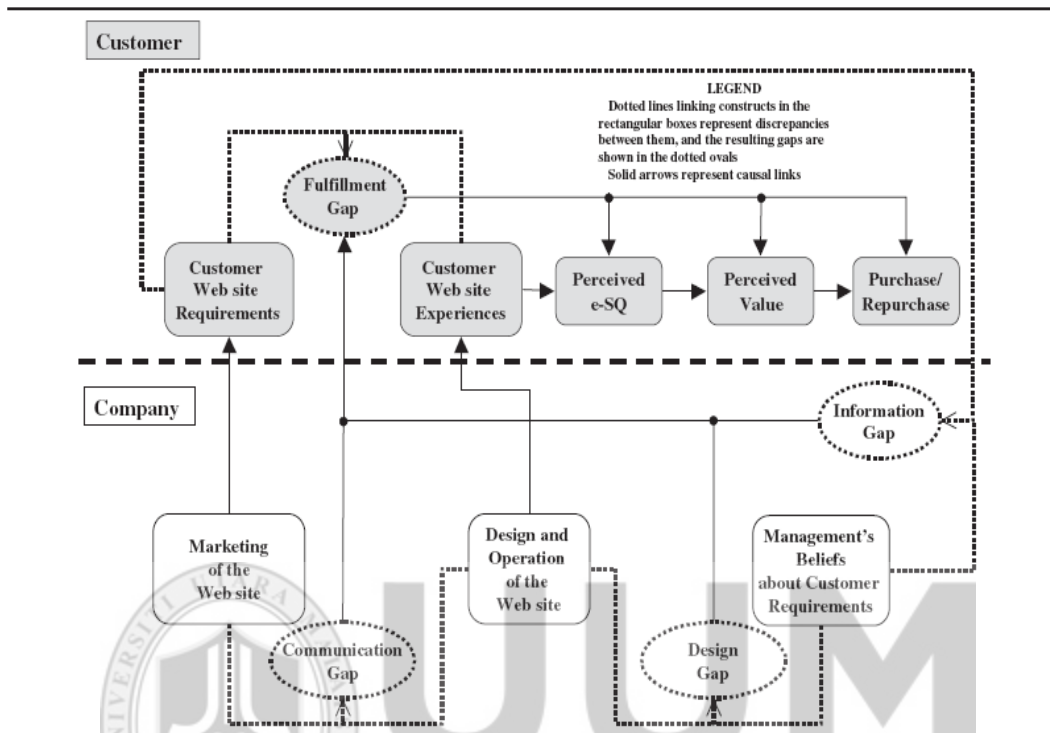 Customer
LEGEND
Dotted lines linking constructs in the
rectangular boxes represent discrepancies
between them, and the resulting gaps are
shown in the dotted ovals
Solid arrows represent causal links
Fulfillment
Gap
Customer
Web site
Requirements
Customer
Web site
Experiences
Perceived
e-SQ
Perceived
Value
Purchase/
Repurchase
Company
Information
Gap
Marketing
of the
Web site
Design and
Operation
of the
Web site
Management's
Beliefs
about Customer
Requirements
Communication
Gap
Design
Gap
UNIVERSITI UTARA
UUM